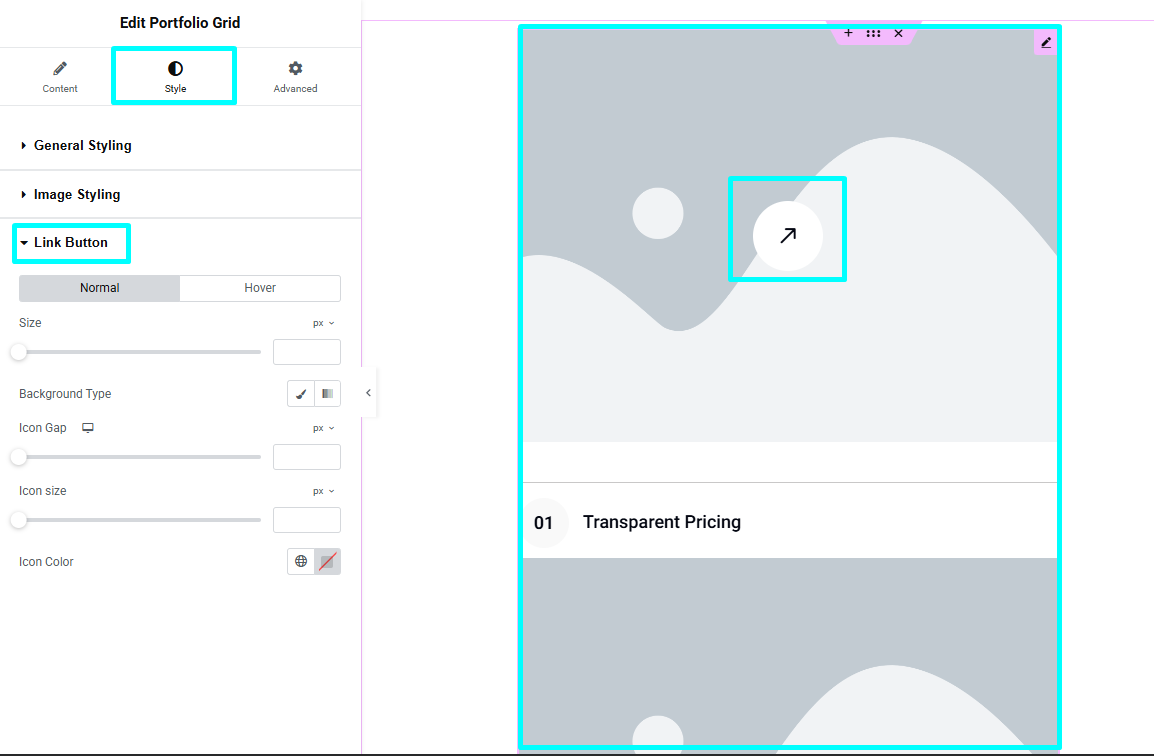 Edit Portfolio Grid
Content
Style
Advanced
General Styling
Image Styling
Link Button
Normal
Hover
Size
px
Background Type
Icon Gap
px
Icon size
px
Icon Color
01
Transparent Pricing